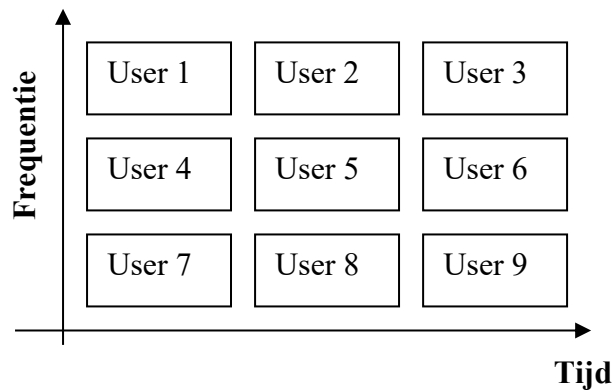 Frequentie
User 1 User 2 User 3
User 4 User 5 User 6
User 7 User 8 User 9
Tijd